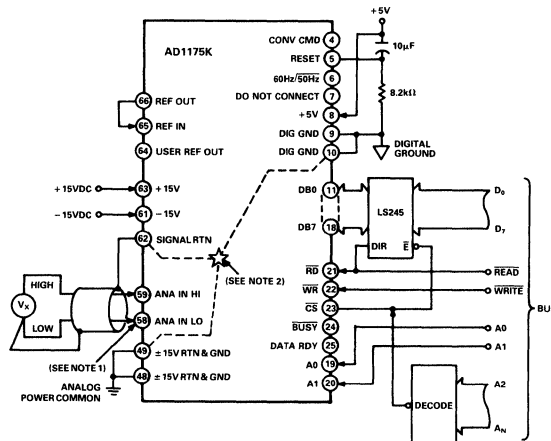 AD1175K
CONV CMD 4
RESET 5
60Hz/50Hz 6
DO NOT CONNECT 7
+5V 8
DIG GND 9
DIG GND 10
+5V
10μF
8.2kΩ
DIGITAL
GROUND
66 REF OUT
65 REF IN
64 USER REF OUT
+15VDC 63 +15V
−15VDC 61 −15V
62 SIGNAL RTN
HIGH
LOW
VX
59 ANA IN HI
58 ANA IN LO
(SEE NOTE 1)
49 ±15V RTN & GND
48 ±15V RTN & GND
ANALOG
POWER COMMON
(SEE NOTE 2)
DB0 11
DB7 18
LS245
DIR E
D0
D7
RD 21
WR 22
CS 23
BUSY 24
DATA RDY 25
A0 19
A1 20
READ
WRITE
A0
A1
A2
AN
DECODE
BU